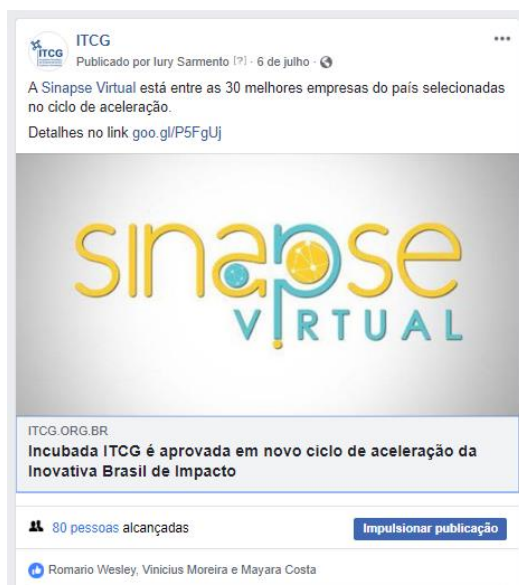 ITCG
ITCG
Publicado por Iury Sarmento [?] · 6 de julho ·
A Sinapse Virtual está entre as 30 melhores empresas do país selecionadas
no ciclo de aceleração.
Detalhes no link goo.gl/P5FgUj
sinapse
VIRTUAL
ITCG.ORG.BR
Incubada ITCG é aprovada em novo ciclo de aceleração da
Inovativa Brasil de Impacto
80 pessoas alcançadas
Impulsionar publicação
Romario Wesley, Vinicius Moreira e Mayara Costa